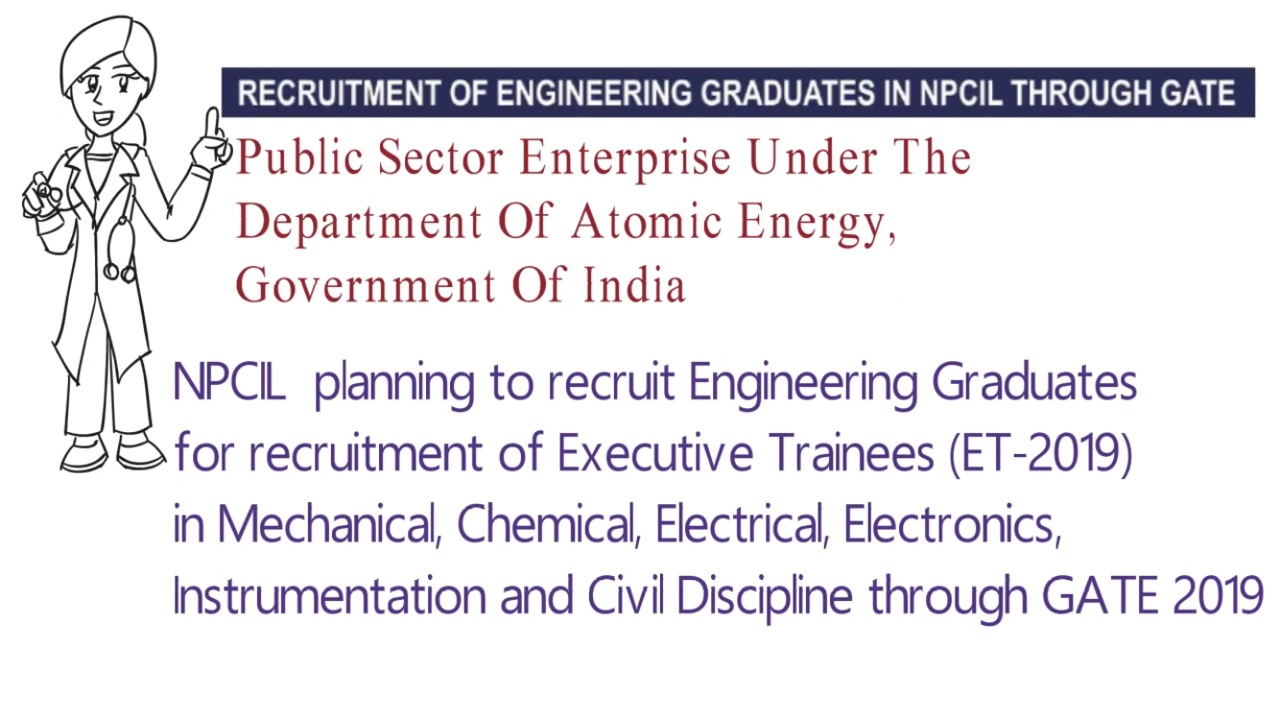 RECRUITMENT OF ENGINEERING GRADUATES IN NPCIL THROUGH GATE
Public Sector Enterprise Under The
Department Of Atomic Energy,
Government Of India
NPCIL planning to recruit Engineering Graduates
for recruitment of Executive Trainees (ET-2019)
in Mechanical, Chemical, Electrical, Electronics,
Instrumentation and Civil Discipline through GATE 2019